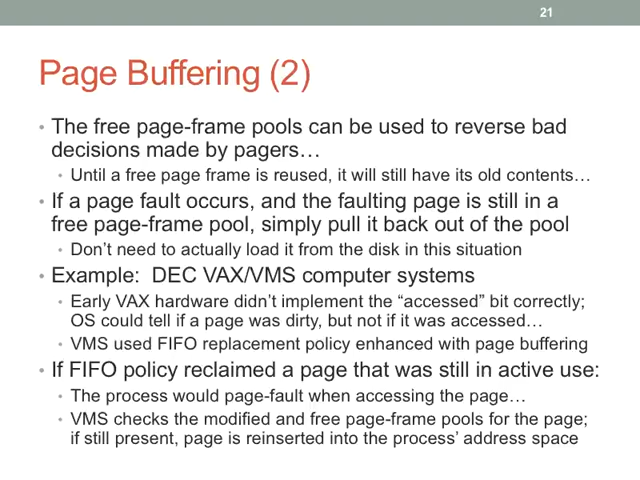 21
Page Buffering (2)
• The free page-frame pools can be used to reverse bad
decisions made by pagers…
• Until a free page frame is reused, it will still have its old contents…
• If a page fault occurs, and the faulting page is still in a
free page-frame pool, simply pull it back out of the pool
• Don’t need to actually load it from the disk in this situation
• Example: DEC VAX/VMS computer systems
• Early VAX hardware didn’t implement the “accessed” bit correctly;
OS could tell if a page was dirty, but not if it was accessed…
• VMS used FIFO replacement policy enhanced with page buffering
• If FIFO policy reclaimed a page that was still in active use:
• The process would page-fault when accessing the page…
• VMS checks the modified and free page-frame pools for the page;
if still present, page is reinserted into the process’ address space